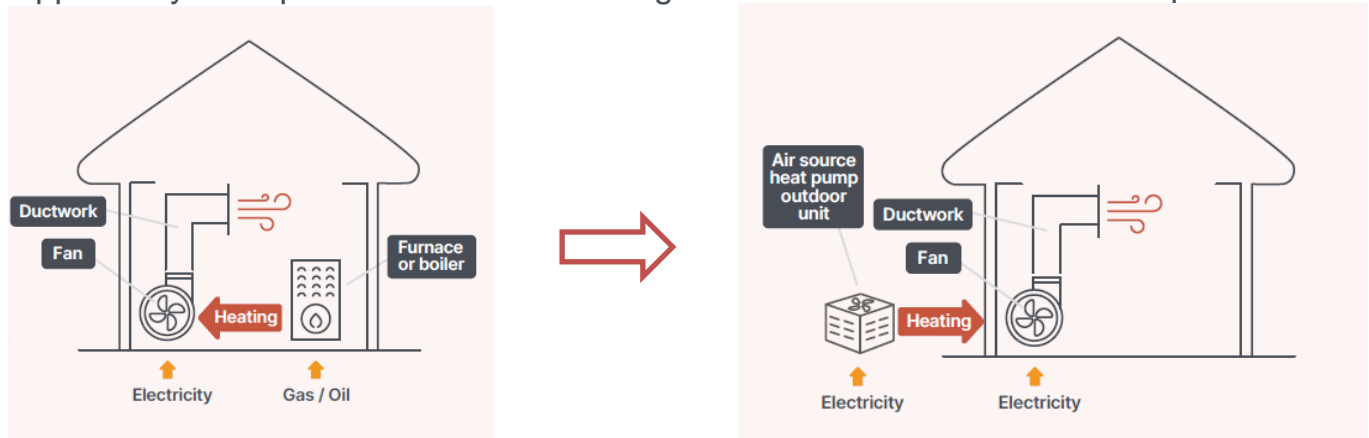 Ductwork
Fan
Furnace
or boiler
Heating
Electricity
Gas / Oil
Air source
heat pump
outdoor
unit
Ductwork
Fan
Heating
Electricity
Electricity